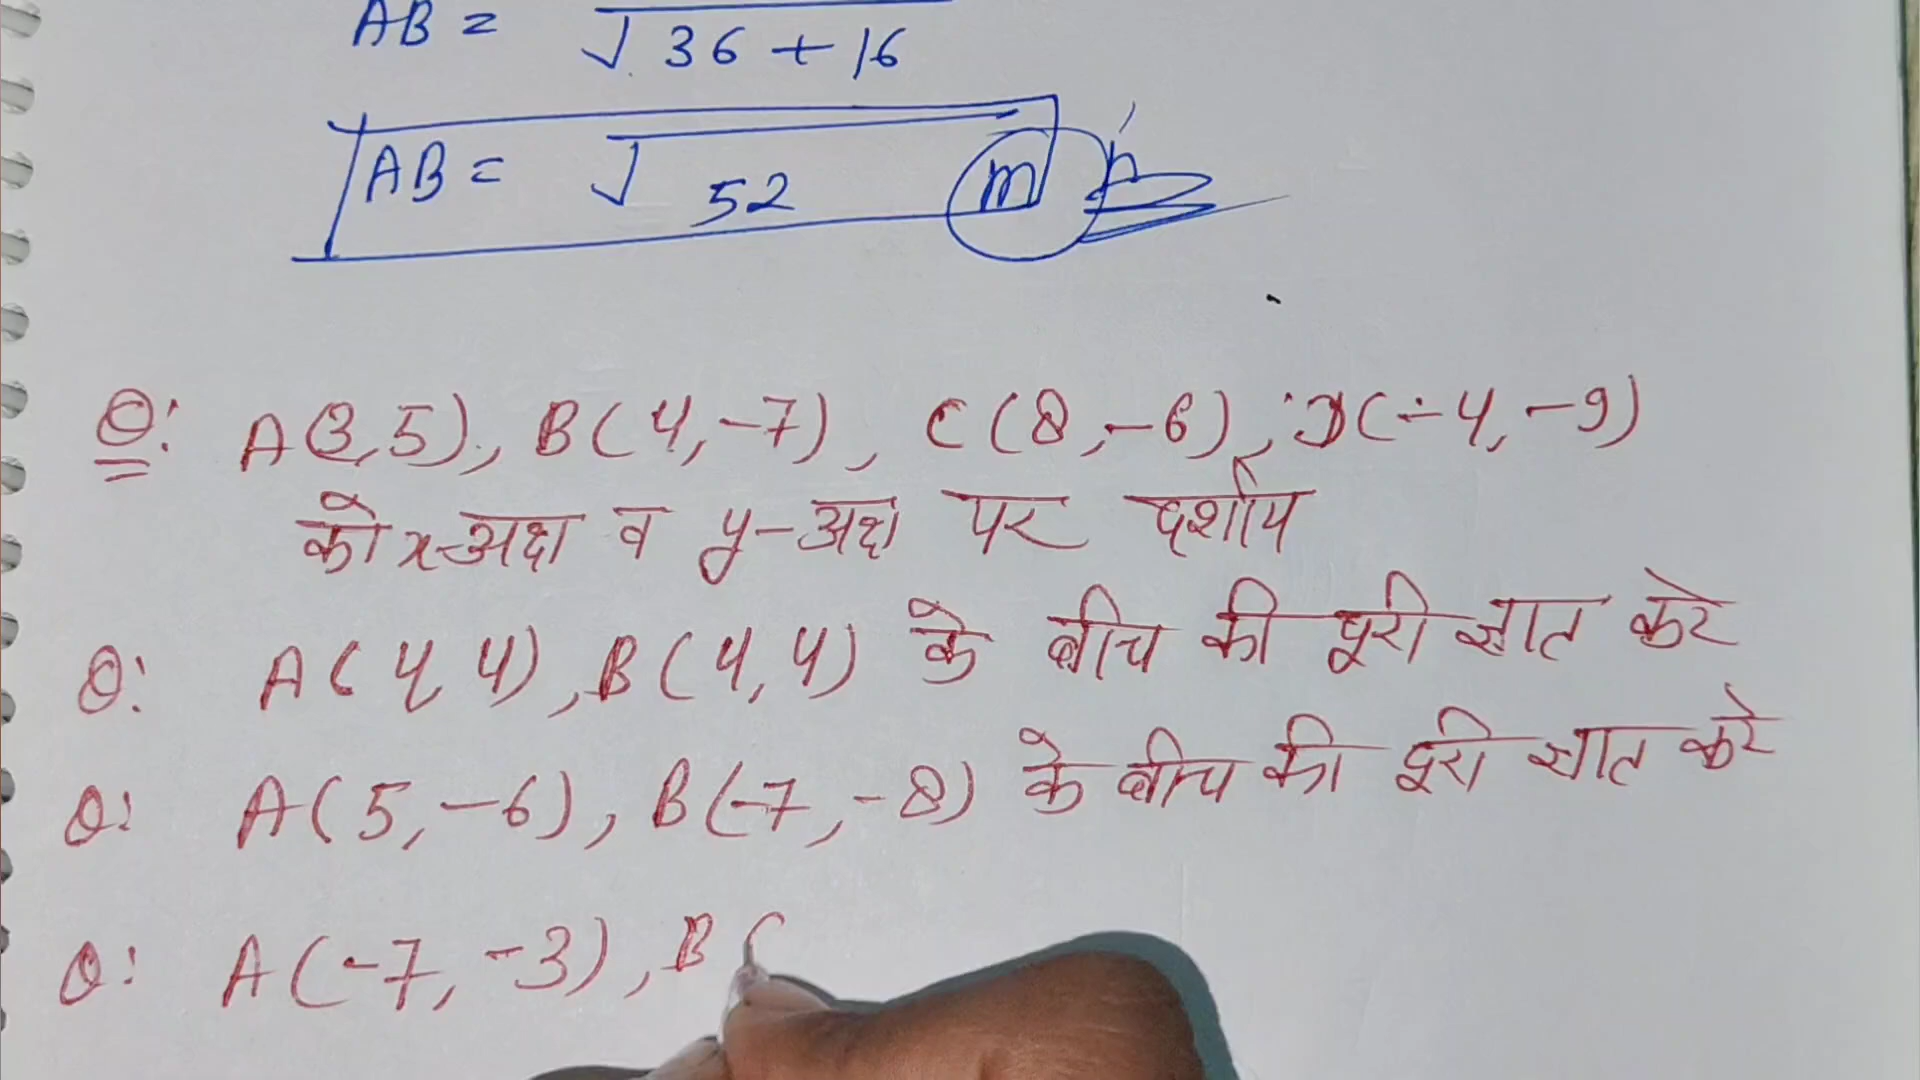 AB = √36 + 16
AB = √52 m
Q: A(3,5), B(4,-7), C(8,-6), D(-4,-9)
को x-अक्ष व y-अक्ष पर दर्शाय
Q: A(4,4), B(4,4) के बीच की दूरी ज्ञात करे
Q: A(5,-6), B(-7,-8) के बीच की दूरी ज्ञात करे
Q: A(-7,-3), B(